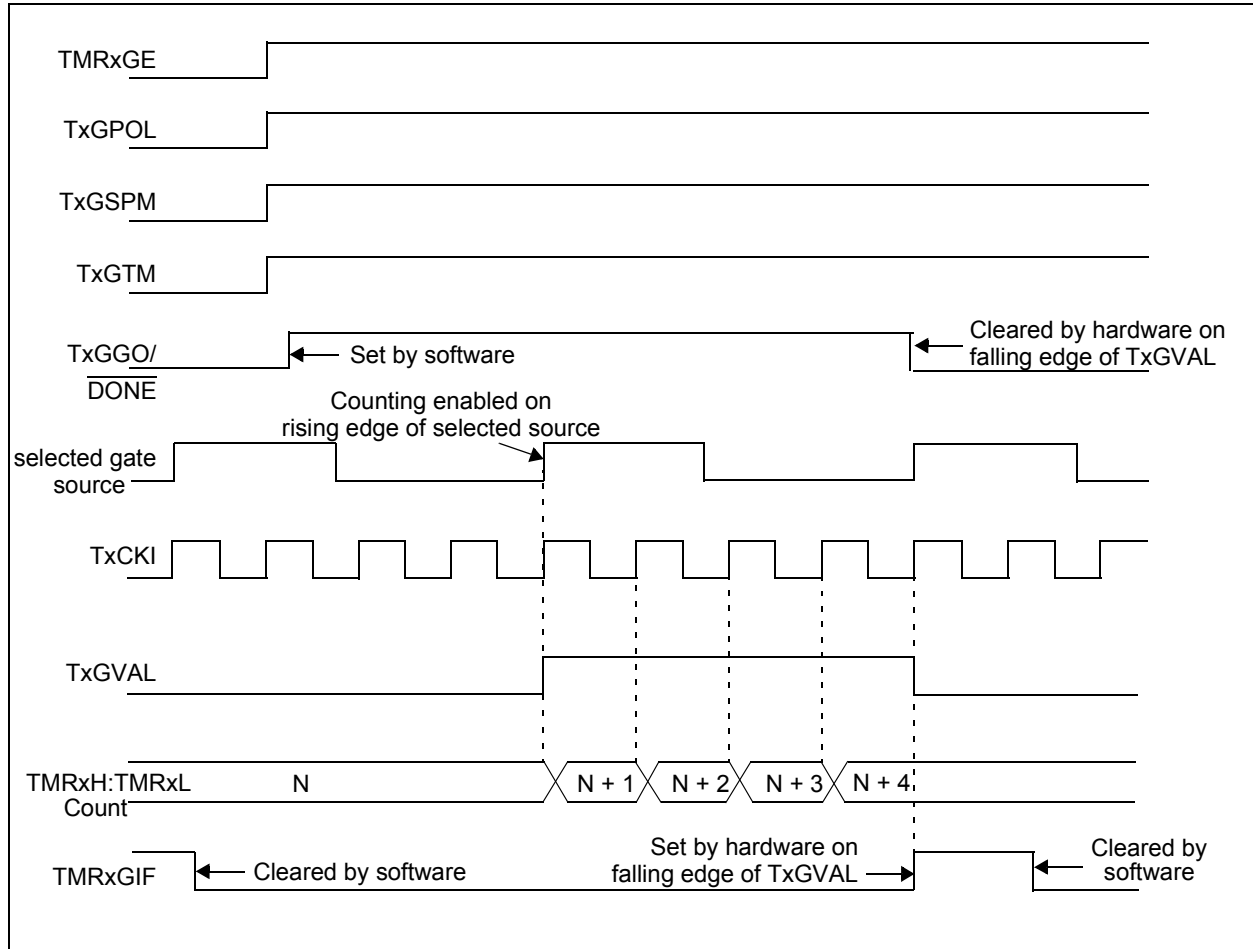 TMRxGE
TxGPOL
TxGSPM
TxGTM
TxGGO/
DONE
Set by software
Cleared by hardware on
falling edge of TxGVAL
Counting enabled on
rising edge of selected source
selected gate
source
TxCKI
TxGVAL
TMRxH:TMRxL
Count
N
N + 1
N + 2
N + 3
N + 4
TMRxGIF
Cleared by software
Set by hardware on
falling edge of TxGVAL
Cleared by
software